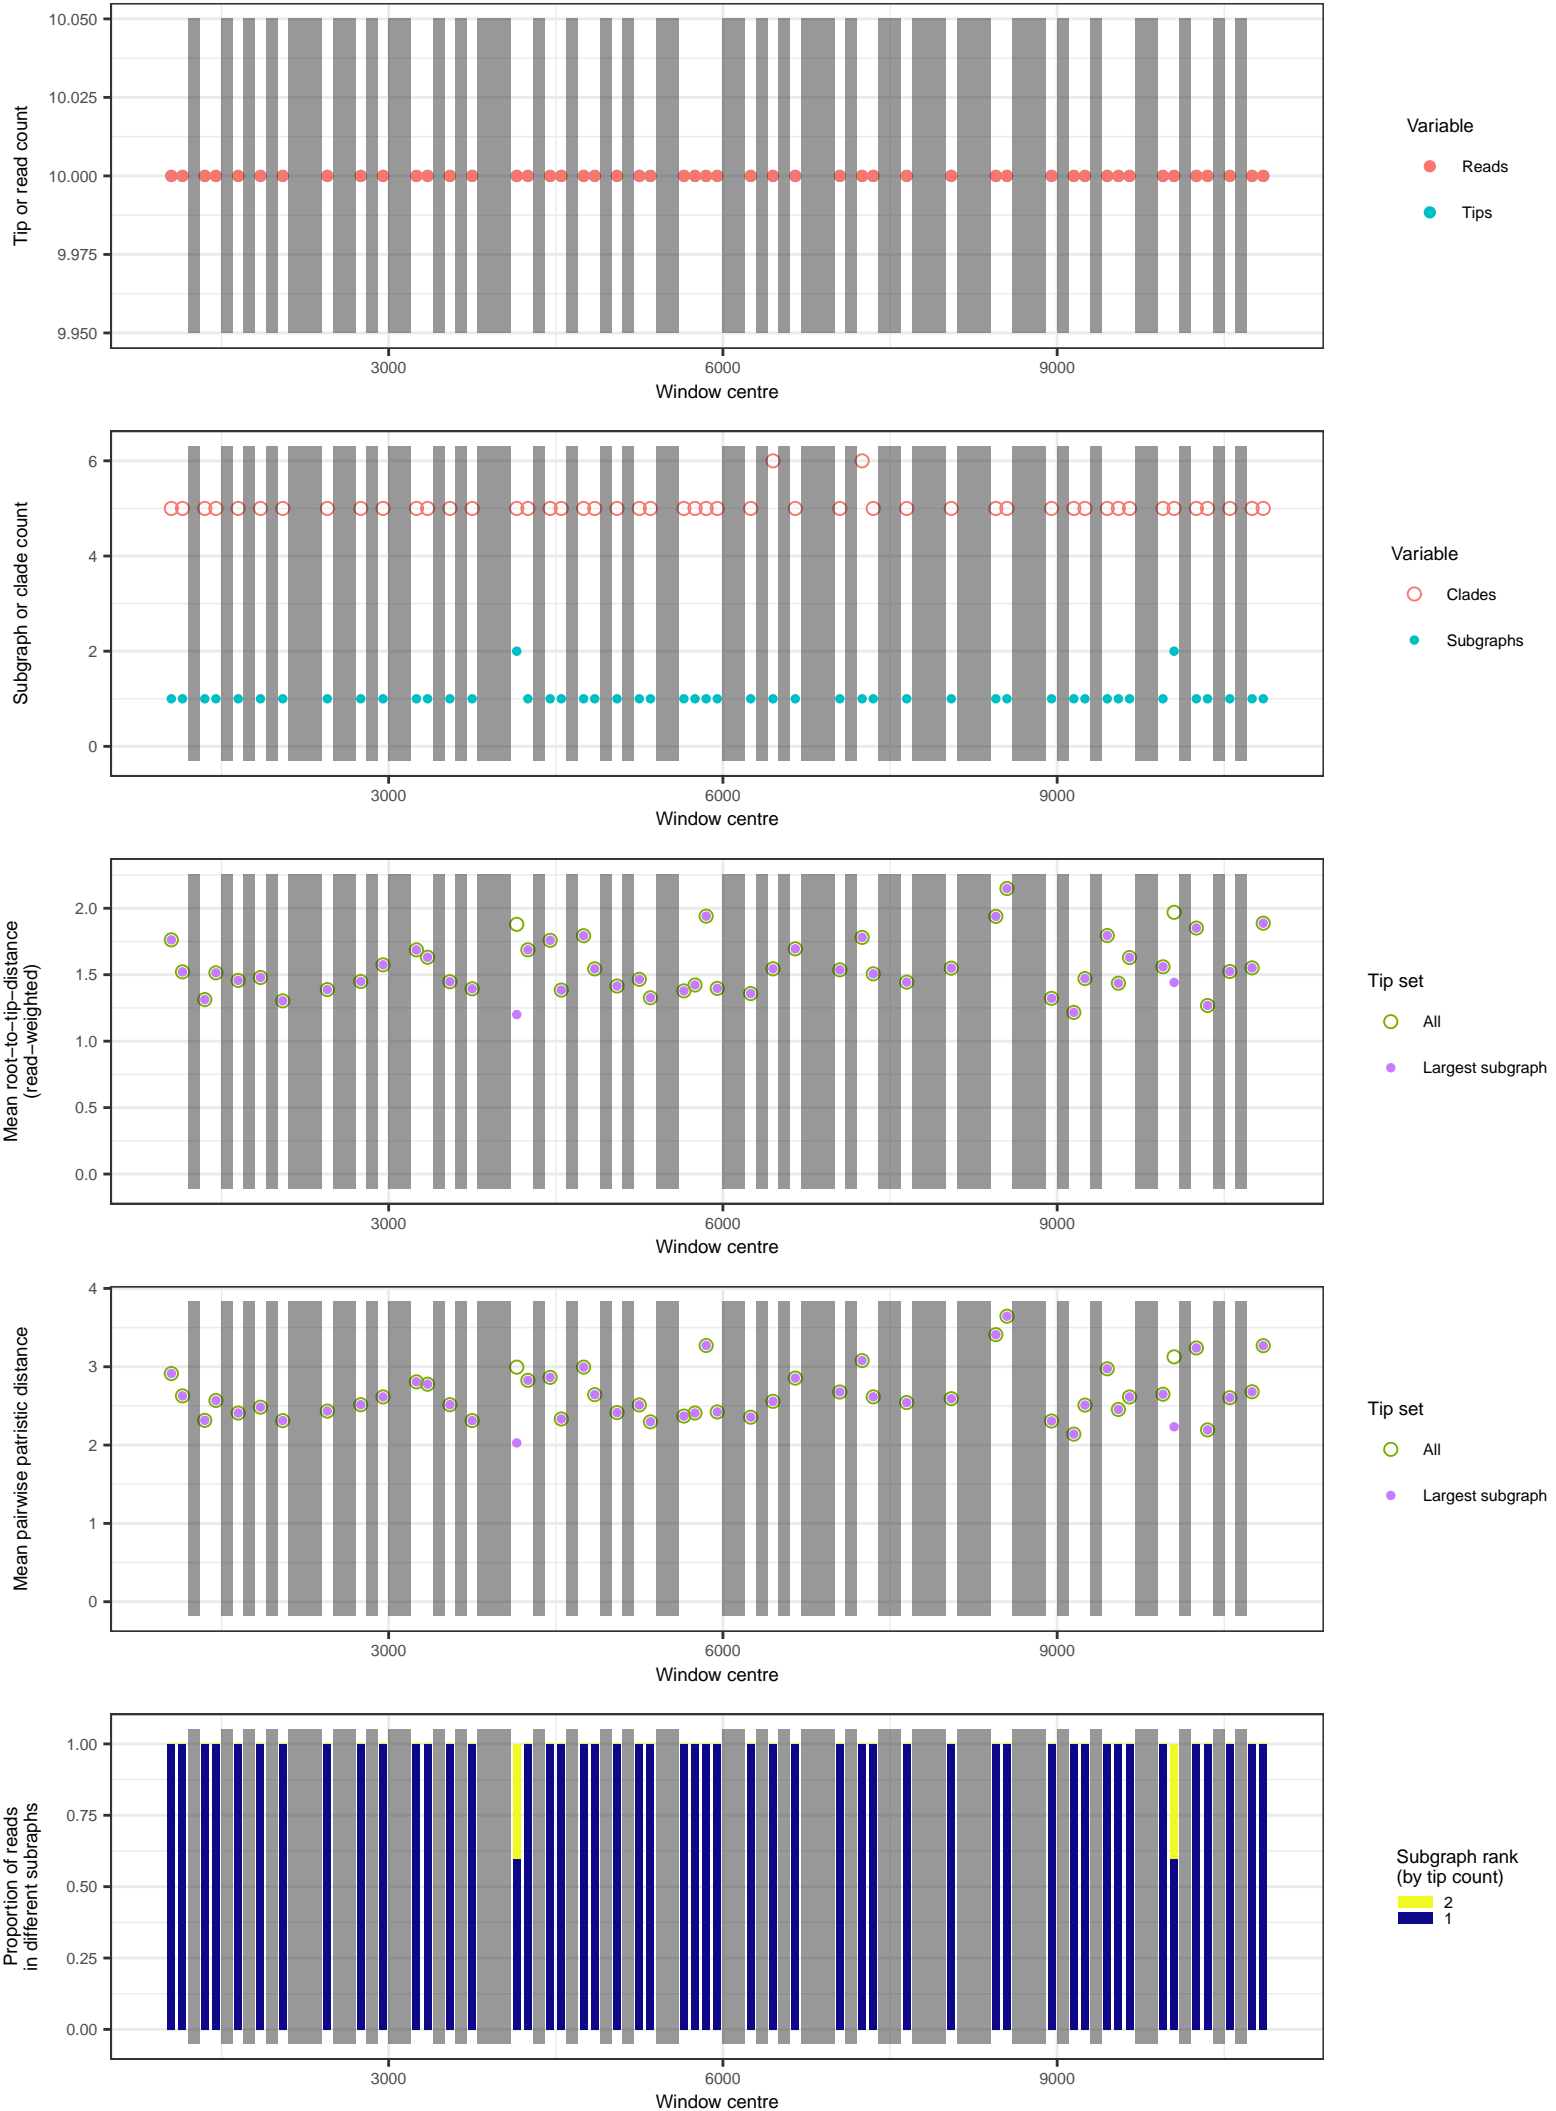 10.050
10.025
10.000
9.975
9.950
Tip or read count
3000 6000 9000
Window centre
Variable
Reads
Tips
6
4
2
0
Subgraph or clade count
3000 6000 9000
Window centre
Variable
Clades
Subgraphs
2.0
1.5
1.0
0.5
0.0
Mean root−to−tip−distance
(read−weighted)
3000 6000 9000
Window centre
Tip set
All
Largest subgraph
4
3
2
1
0
Mean pairwise patristic distance
3000 6000 9000
Window centre
Tip set
All
Largest subgraph
1.00
0.75
0.50
0.25
0.00
Proportion of reads
in different subraphs
3000 6000 9000
Window centre
Subgraph rank
(by tip count)
2
1